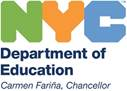 NYC
Department of
Education
Carmen Fariña, Chancellor